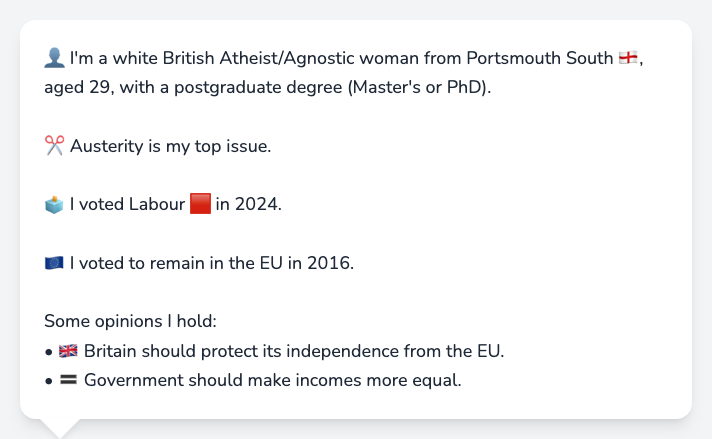 👤 I'm a white British Atheist/Agnostic woman from Portsmouth South 🏴󠁧󠁢󠁥󠁮󠁧󠁿,
aged 29, with a postgraduate degree (Master's or PhD).
✂️ Austerity is my top issue.
🗳️ I voted Labour 🟥 in 2024.
🇪🇺 I voted to remain in the EU in 2016.
Some opinions I hold:
• 🇬🇧 Britain should protect its independence from the EU.
• 🟰 Government should make incomes more equal.